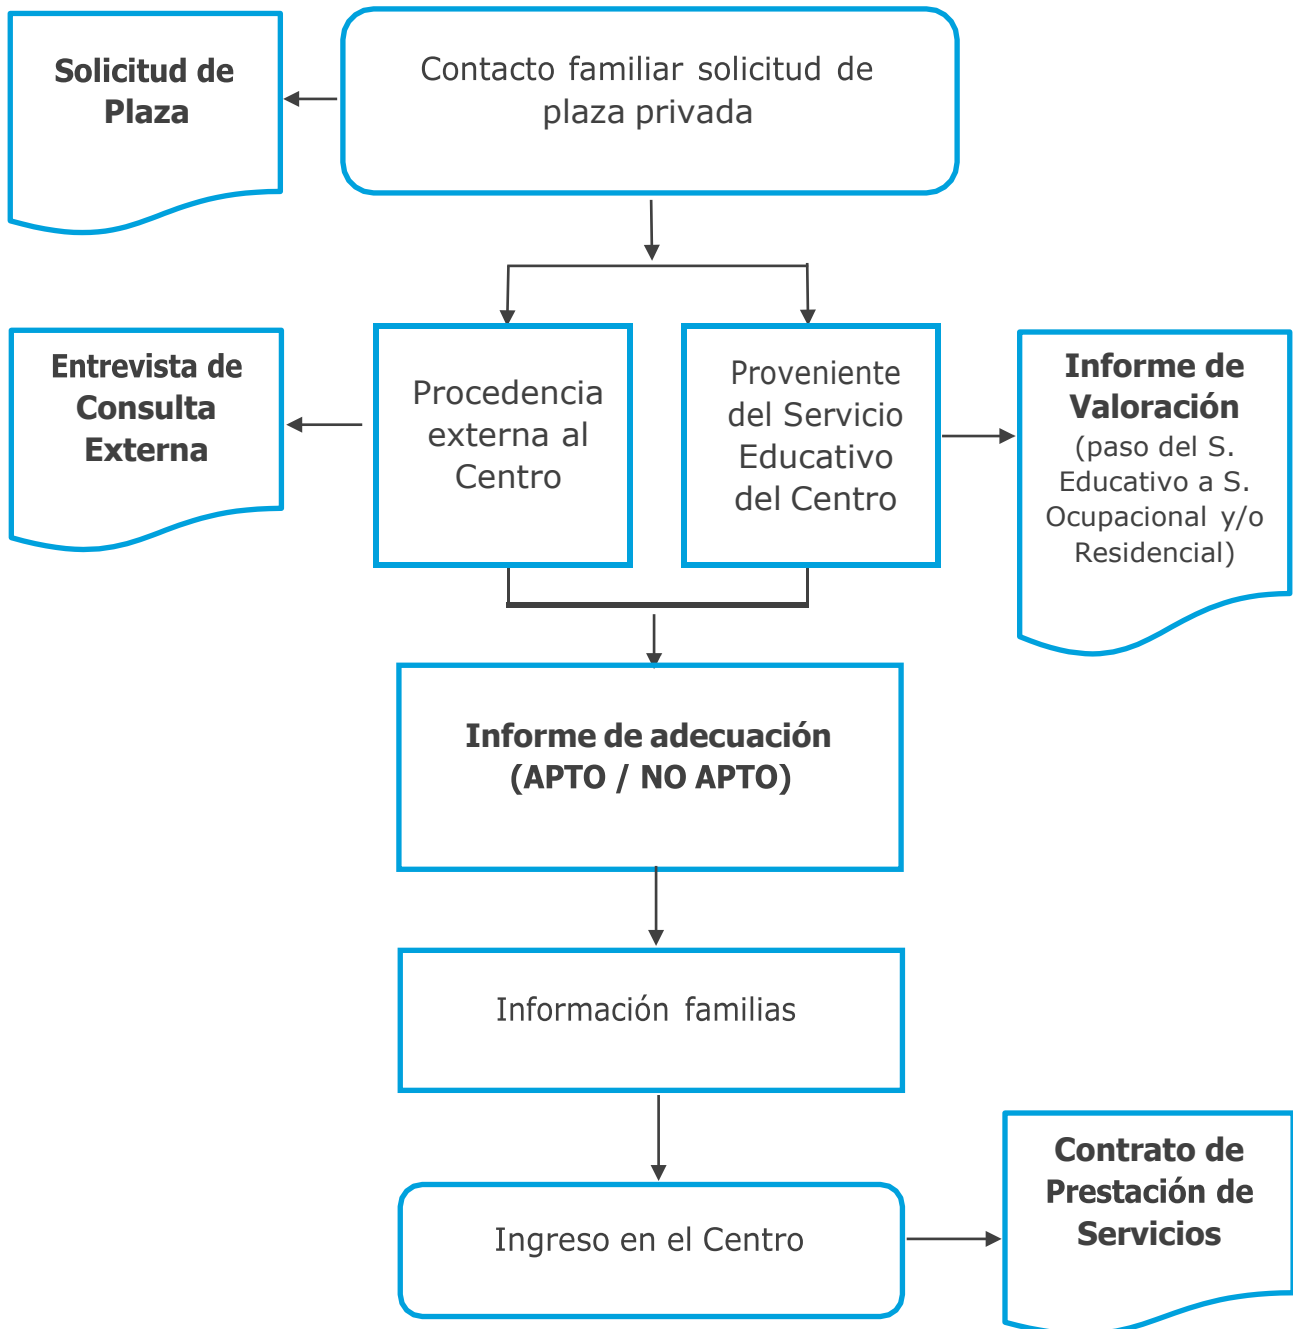 Solicitud de
Plaza
Contacto familiar solicitud de
plaza privada
Entrevista de
Consulta
Externa
Procedencia
externa al
Centro
Proveniente
del Servicio
Educativo
del Centro
Informe de
Valoración
(paso del S.
Educativo a S.
Ocupacional y/o
Residencial)
Informe de adecuación
(APTO / NO APTO)
Información familias
Ingreso en el Centro
Contrato de
Prestación de
Servicios